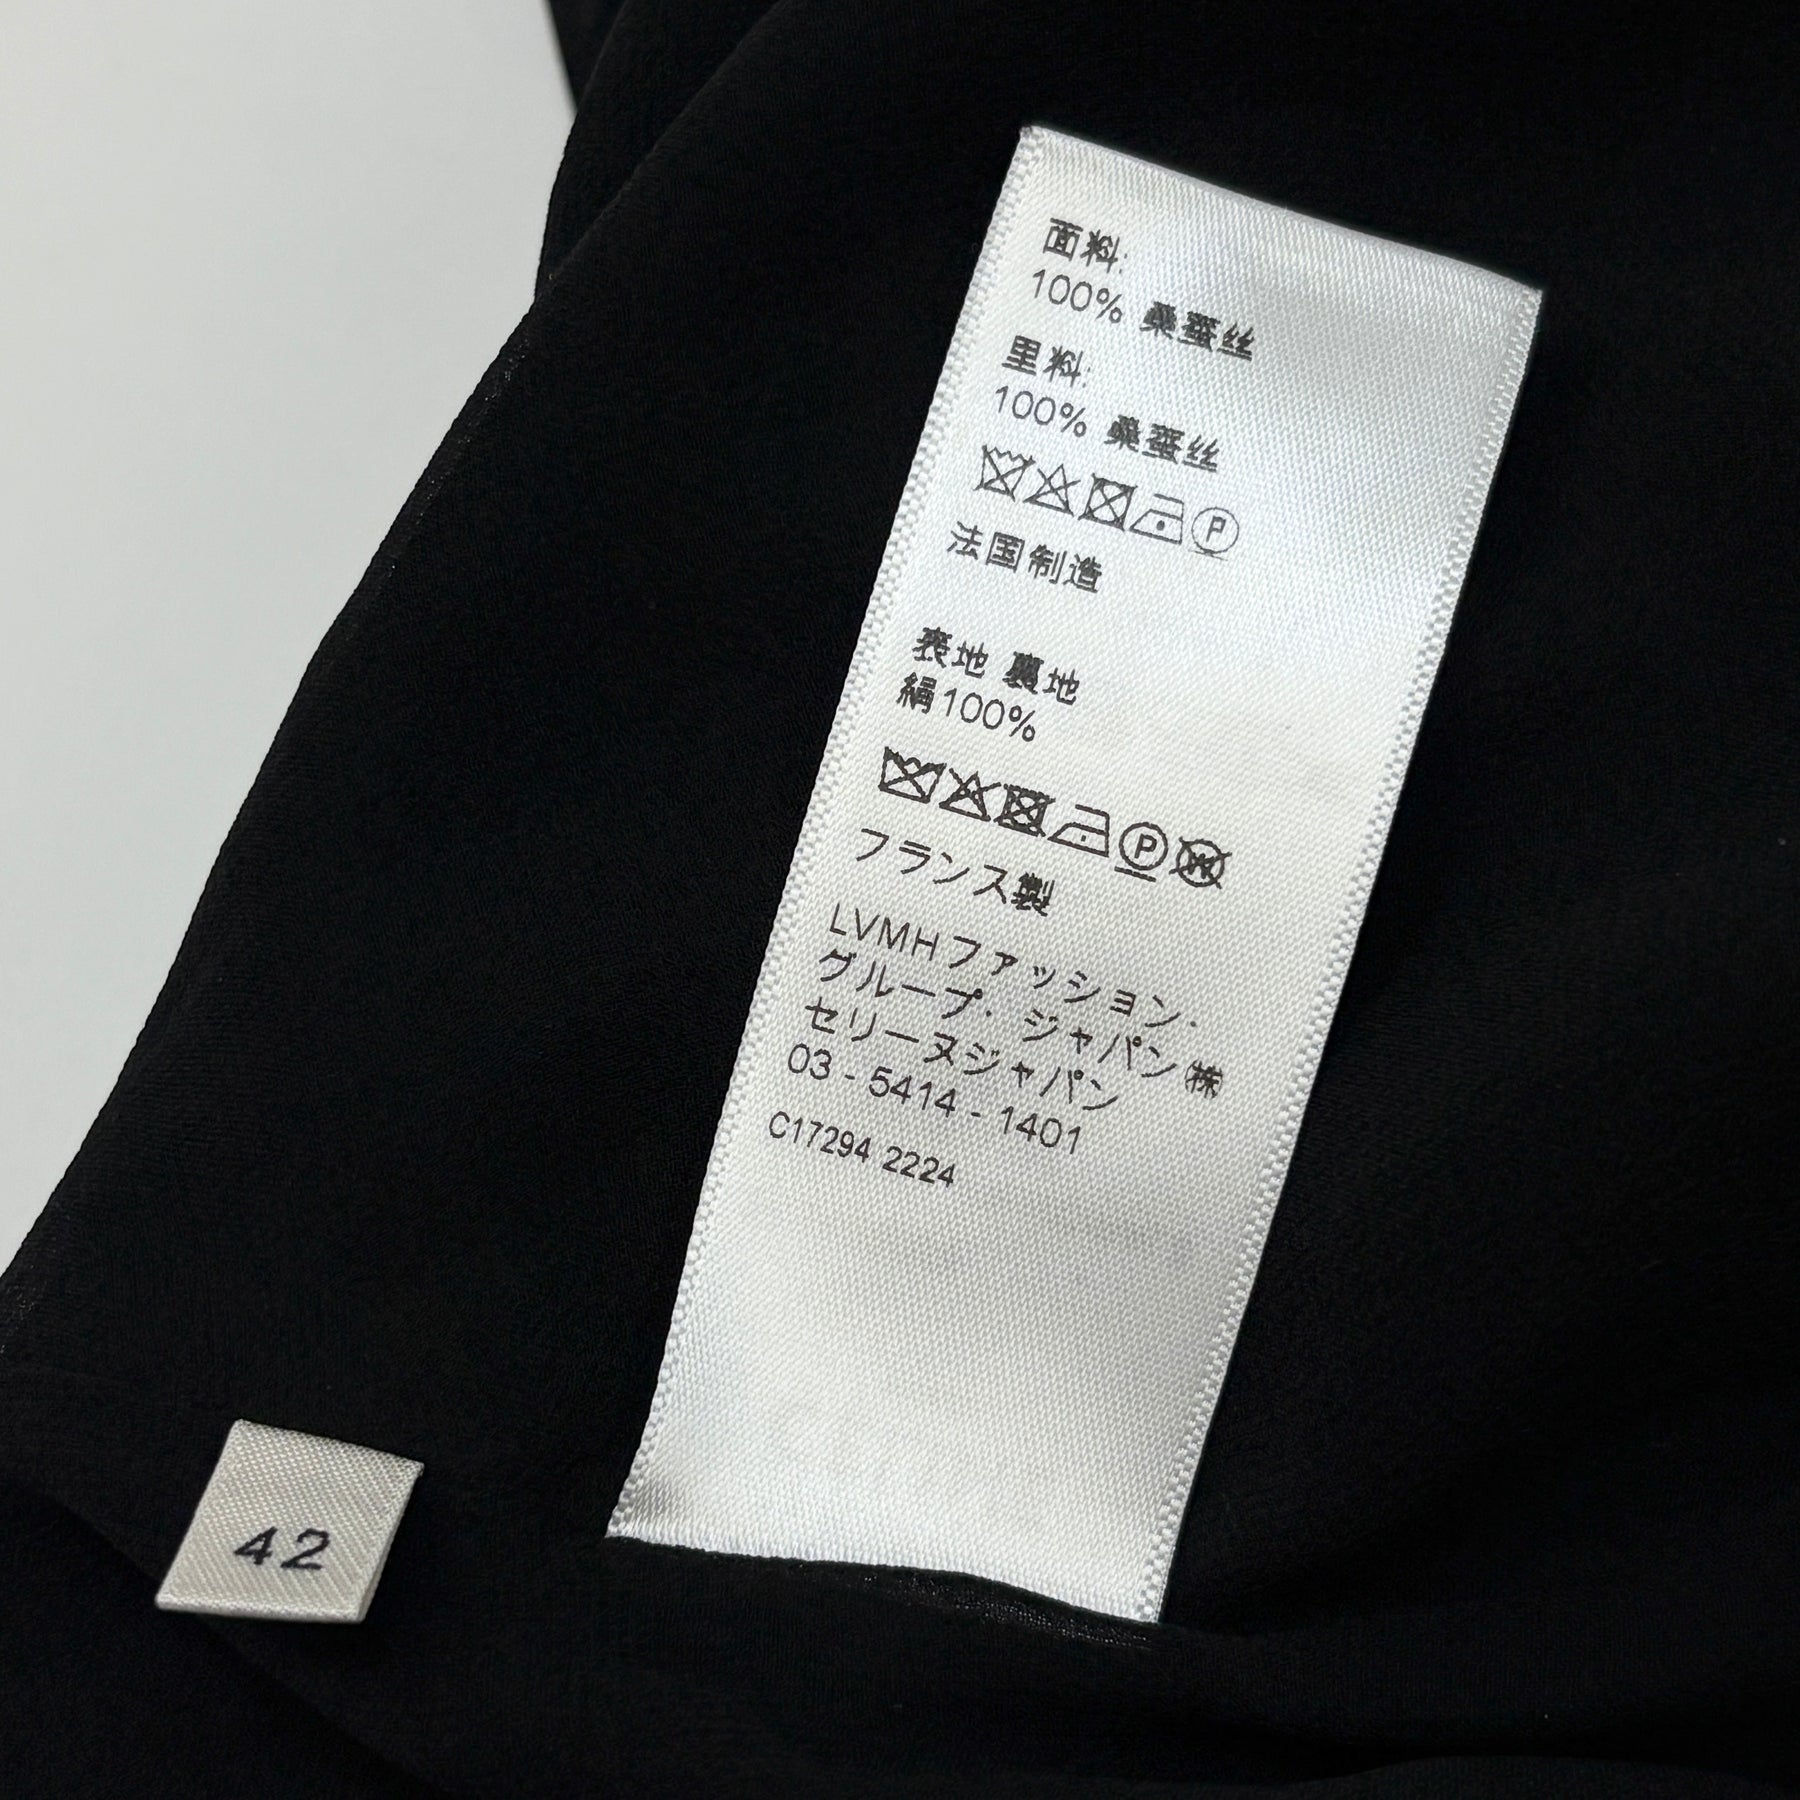 面料:
100% 桑蚕丝
里料:
100% 桑蚕丝
P
法国制造
表地 裏地
絹100%
P W
フランス製
LVMHファッション・
グループ・ジャパン㈱
セリーヌジャパン
03 - 5414 - 1401
C17294 2224
42